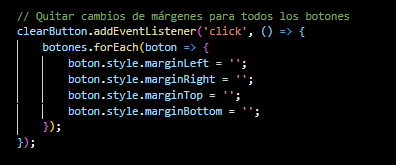 // Quitar cambios de márgenes para todos los botones
clearButton.addEventListener('click', () => {
    botones.forEach(boton => {
        boton.style.marginLeft = '';
        boton.style.marginRight = '';
        boton.style.marginTop = '';
        boton.style.marginBottom = '';
    });
});